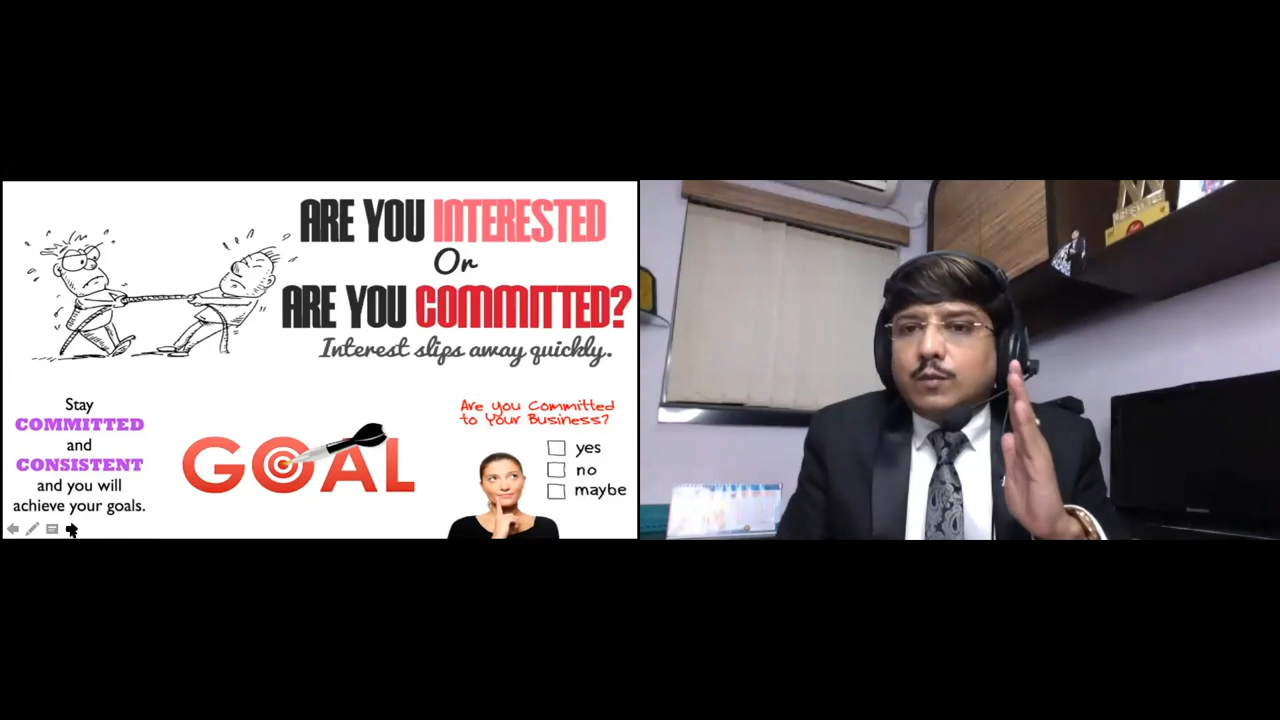 ARE YOU INTERESTED
Or
ARE YOU COMMITTED?
Interest slips away quickly.
Stay
COMMITTED
and
CONSISTENT
and you will
achieve your goals.
GOAL
Are you Committed
to Your Business?
yes
no
maybe